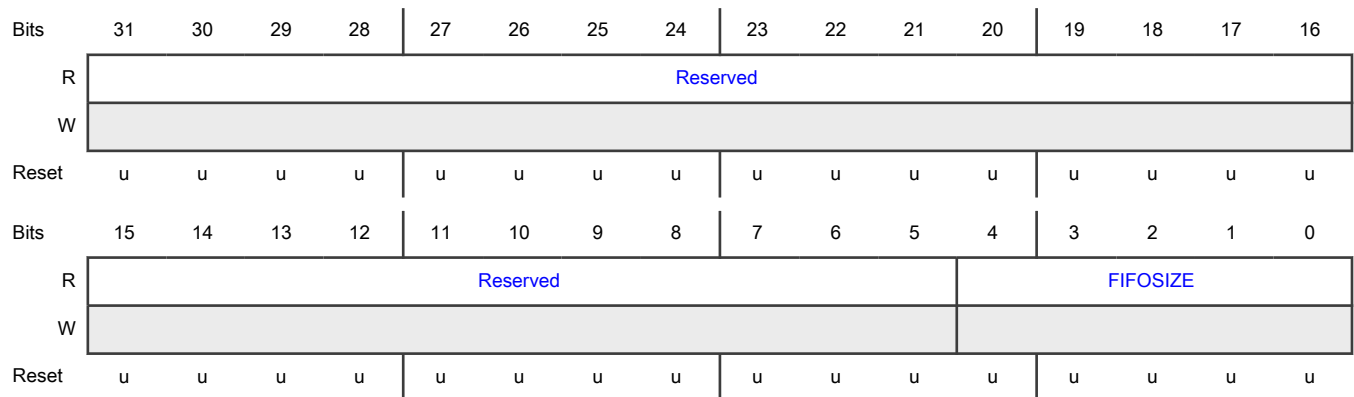 Bits 31 30 29 28 27 26 25 24 23 22 21 20 19 18 17 16
R Reserved
W
Reset u u u u u u u u u u u u u u u u
Bits 15 14 13 12 11 10 9 8 7 6 5 4 3 2 1 0
R Reserved FIFOSIZE
W
Reset u u u u u u u u u u u u u u u u